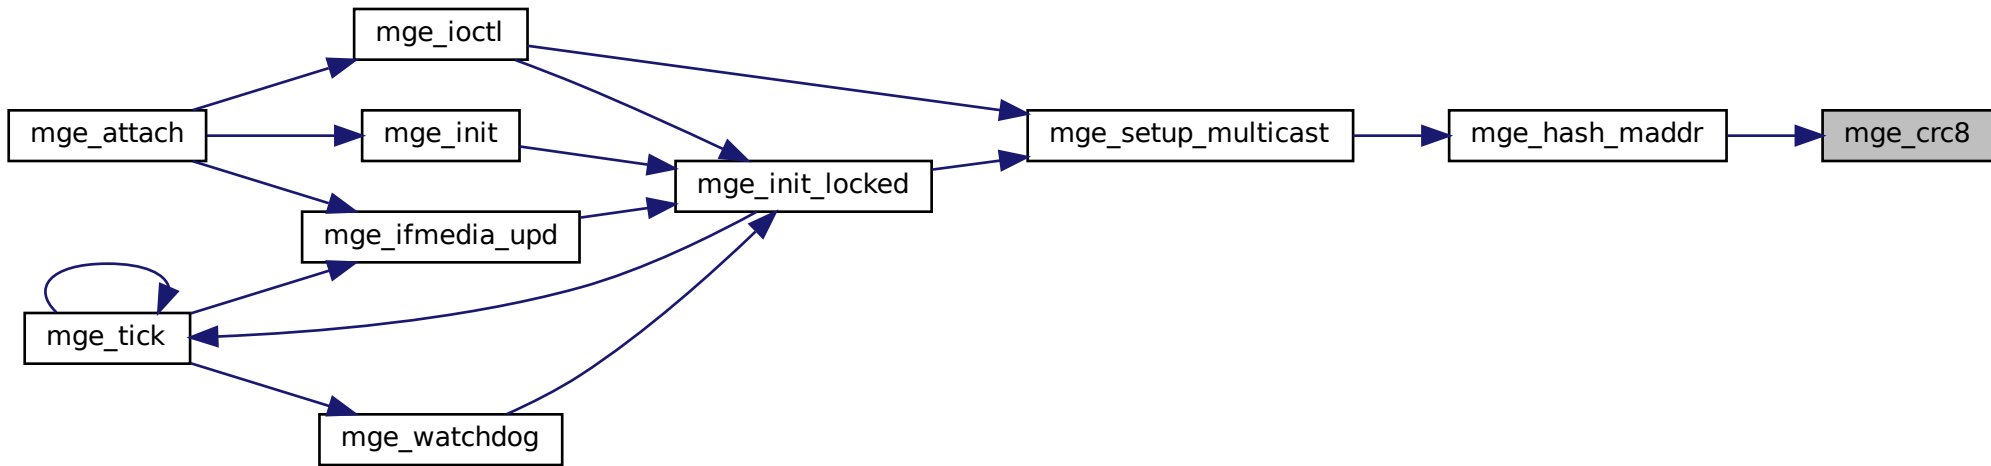 mge_ioctl
mge_attach
mge_init
mge_setup_multicast
mge_hash_maddr
mge_crc8
mge_init_locked
mge_ifmedia_upd
mge_tick
mge_watchdog